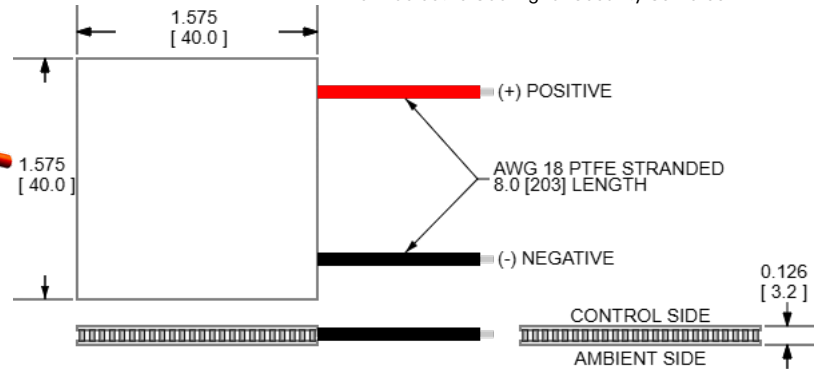 1.575
[ 40.0 ]
(+) POSITIVE
1.575
[ 40.0 ]
AWG 18 PTFE STRANDED
8.0 [203] LENGTH
(-) NEGATIVE
0.126
[ 3.2 ]
CONTROL SIDE
AMBIENT SIDE